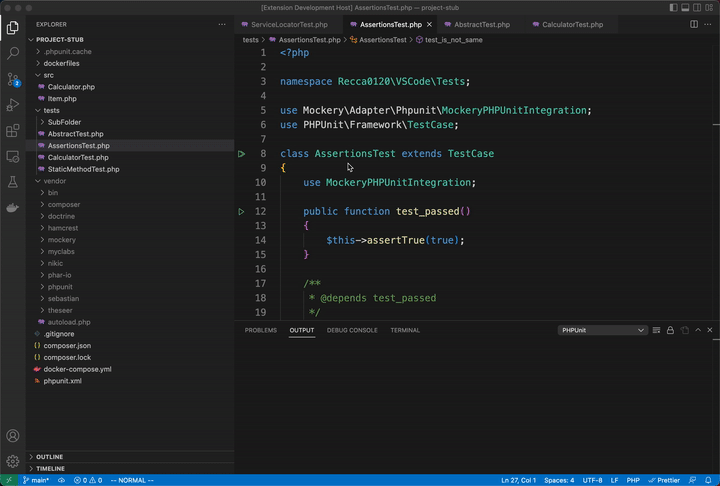 [Extension Development Host] AssertionsTest.php — project-stub
EXPLORER
PROJECT-STUB
.phpunit.cache
dockerfiles
src
Calculator.php
Item.php
tests
SubFolder
AbstractTest.php
AssertionsTest.php
CalculatorTest.php
StaticMethodTest.php
vendor
bin
composer
doctrine
hamcrest
mockery
myclabs
nikic
phar-io
phpunit
sebastian
theseer
autoload.php
.gitignore
composer.json
composer.lock
docker-compose.yml
phpunit.xml
OUTLINE
TIMELINE
2
ServiceLocatorTest.php
AssertionsTest.php
AbstractTest.php
CalculatorTest.php
tests > AssertionsTest.php > AssertionsTest > test_is_not_same
1 <?php
2
3 namespace Recca0120\VSCode\Tests;
4
5 use Mockery\Adapter\Phpunit\MockeryPHPUnitIntegration;
6 use PHPUnit\Framework\TestCase;
7
8 class AssertionsTest extends TestCase
9 {
10 use MockeryPHPUnitIntegration;
11
12 public function test_passed()
13 {
14 $this->assertTrue(true);
15 }
16
17 /**
18 * @depends test_passed
19 */
PROBLEMS OUTPUT DEBUG CONSOLE TERMINAL PHPUnit
main* 0 0 -- NORMAL -- Ln 27, Col 1 Spaces: 4 UTF-8 LF PHP Prettier